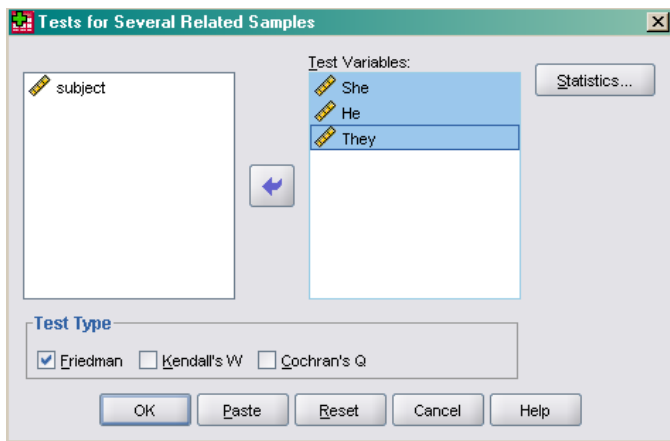 Tests for Several Related Samples
Test Variables:
subject
She
He
They
Statistics...
Test Type
Friedman
Kendall's W
Cochran's Q
OK
Paste
Reset
Cancel
Help